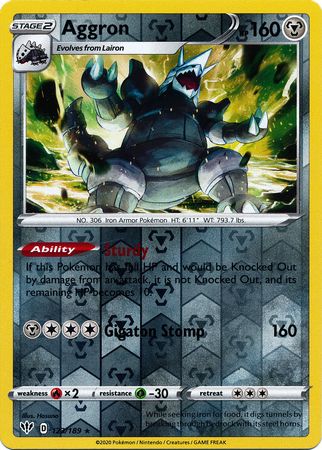 STAGE 2
Aggron
160
Evolves from Lairon
NO. 306 Iron Armor Pokémon HT: 6'11" WT: 793.7 lbs.
Ability Sturdy
If this Pokémon has full HP and would be Knocked Out
by damage from an attack, it is not Knocked Out, and its
remaining HP becomes 10.
Gigaton Stomp 160
weakness ×2 resistance -30 retreat
Illus. Hasuno
D 122/189 ★
While seeking iron for food, it digs tunnels by
breaking through bedrock with its steel horns.
©2020 Pokémon / Nintendo / Creatures / GAME FREAK